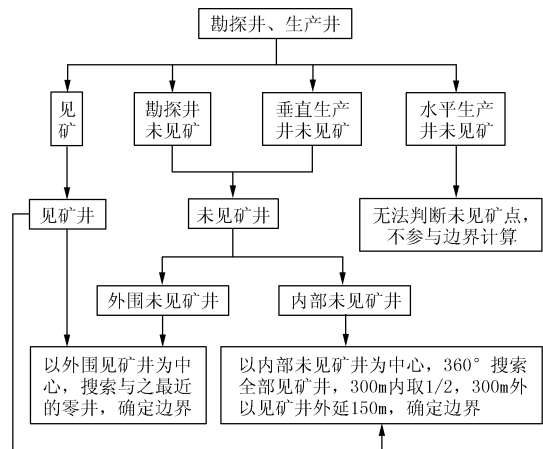 勘探井、生产井
见
矿
勘探井
未见矿
垂直生产
井未见矿
水平生产
井未见矿
见矿井
未见矿井
无法判断未见矿点，
不参与边界计算
外围未见矿井
内部未见矿井
以外围见矿井为中
心，搜索与之最近
的零井，确定边界
以内部未见矿井为中心，360°搜索
全部见矿井，300m内取1/2，300m外
以见矿井外延150m，确定边界